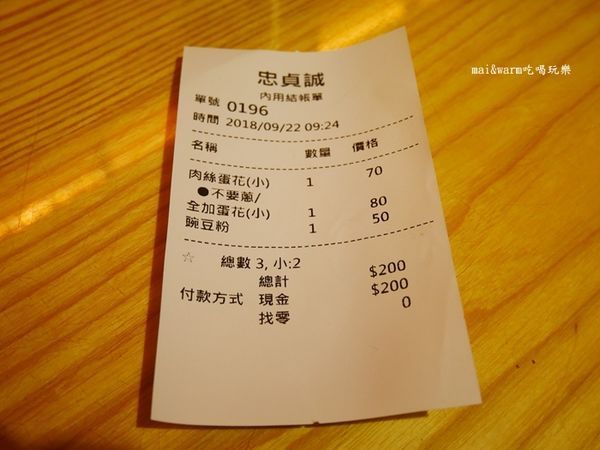 mai&warm吃喝玩樂
忠貞誠
內用結帳單
單號 0196
時間 2018/09/22 09:24
名稱 數量 價格
肉絲蛋花(小) 1 70
●不要蔥/
全加蛋花(小) 1 80
豌豆粉 1 50
☆ 總數 3, 小:2
總計 $200
付款方式 現金 $200
找零 0